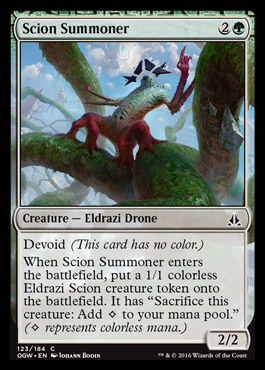 Scion Summoner 2
Creature — Eldrazi Drone
Devoid (This card has no color.)
When Scion Summoner enters
the battlefield, put a 1/1 colorless
Eldrazi Scion creature token onto
the battlefield. It has “Sacrifice this
creature: Add ◇ to your mana pool.”
(◇ represents colorless mana.)
2/2
123/184 C
OGW • EN Johann Bodin
™ & © 2016 Wizards of the Coast